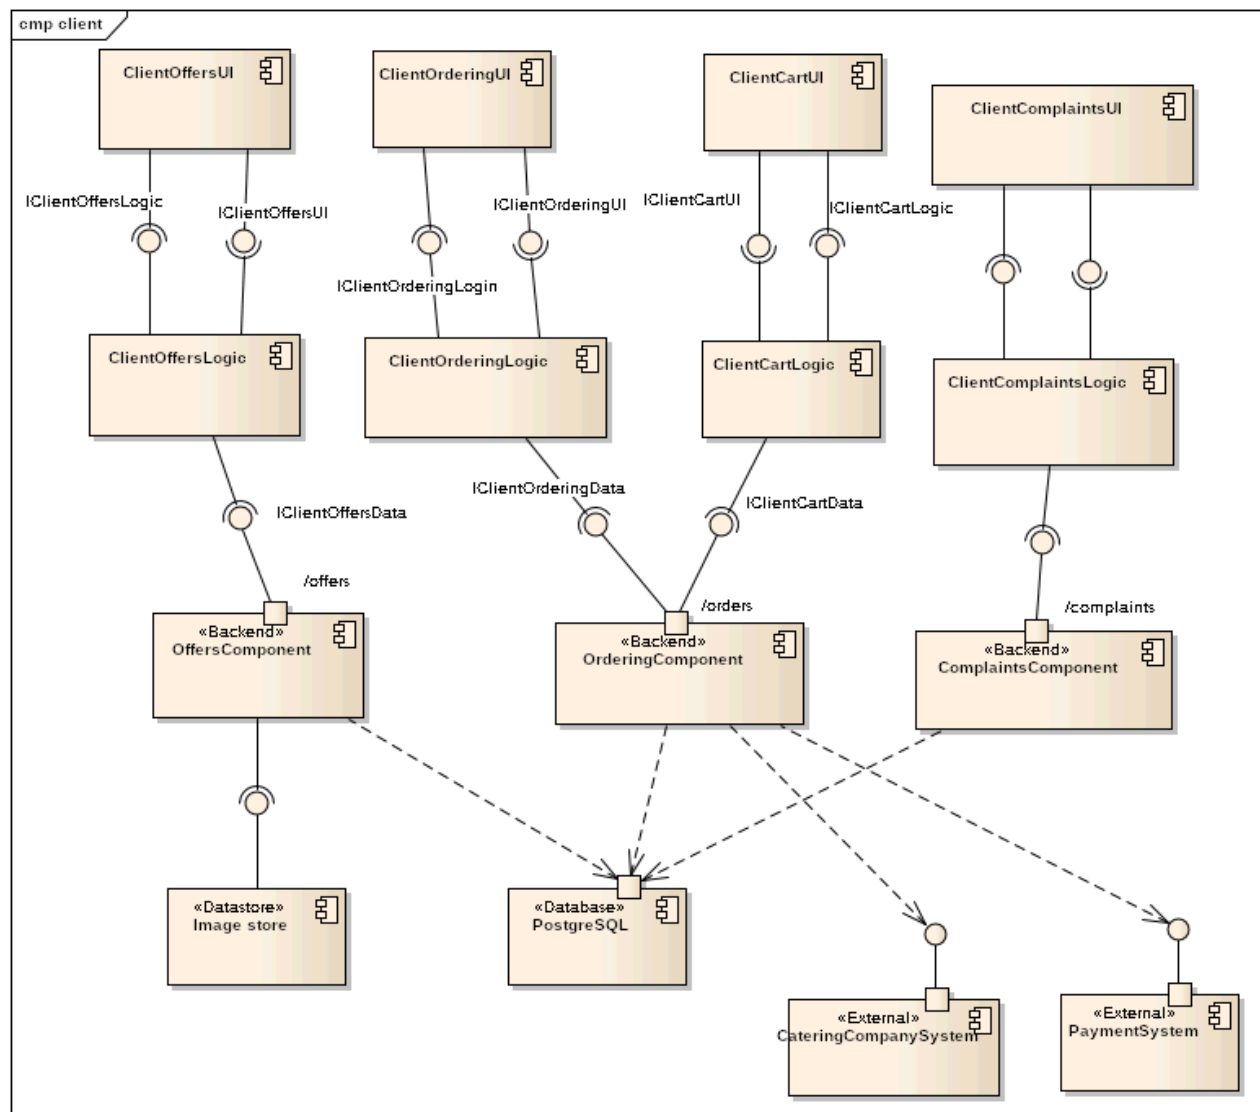 cmp client
ClientOffersUI
ClientOrderingUI
ClientCartUI
ClientComplaintsUI
IClientOffersLogic
IClientOffersUI
IClientOrderingUI
IClientCartUI
IClientCartLogic
IClientOrderingLogin
ClientOffersLogic
ClientOrderingLogic
ClientCartLogic
ClientComplaintsLogic
IClientOffersData
IClientOrderingData
IClientCartData
/offers
/orders
/complaints
«Backend»
OffersComponent
«Backend»
OrderingComponent
«Backend»
ComplaintsComponent
«Datastore»
Image store
«Database»
PostgreSQL
«External»
CateringCompanySystem
«External»
PaymentSystem